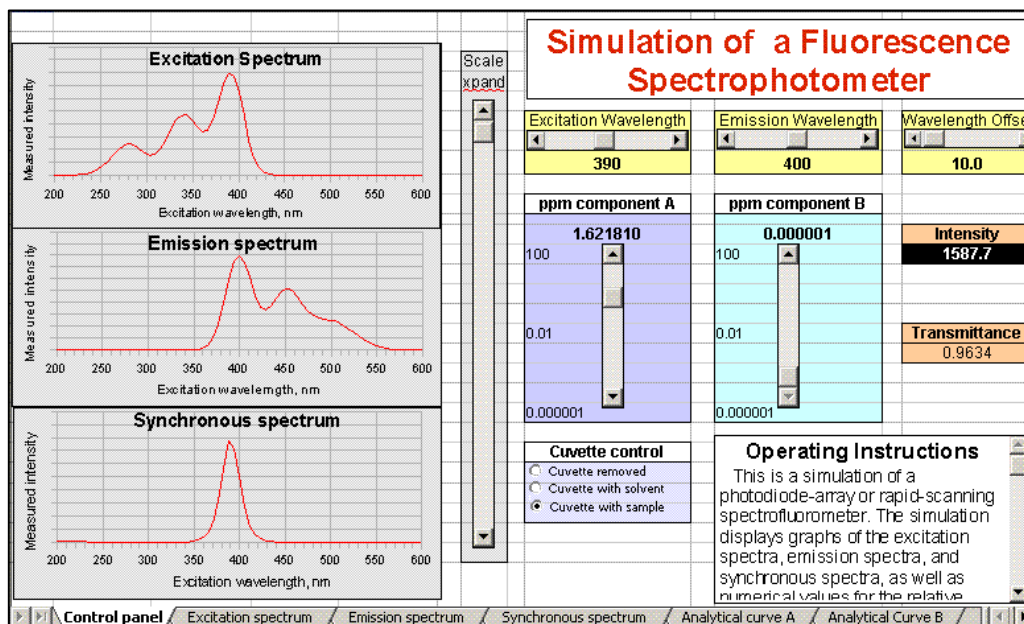 Simulation of a Fluorescence
Spectrophotometer
Excitation Spectrum
Measured intensity
200 250 300 350 400 450 500 550 600
Excitation wavelength, nm
Emission spectrum
Measured intensity
200 250 300 350 400 450 500 550 600
Excitation wavelerngth, nm
Synchronous spectrum
Measured intensity
200 250 300 350 400 450 500 550 600
Excitation wavelerngth, nm
Scale
xpand
Excitation Wavelength
390
Emission Wavelength
400
Wavelength Offse
10.0
ppm component A
1.621810
100
0.01
0.000001
ppm component B
0.000001
100
0.01
0.000001
Intensity
1587.7
Transmittance
0.9634
Cuvette control
Cuvette removed
Cuvette with solvent
Cuvette with sample
Operating Instructions
This is a simulation of a
photodiode-array or rapid-scanning
spectrofluorometer. The simulation
displays graphs of the excitation
spectra, emission spectra, and
synchronous spectra, as well as
numerical values for the relative
Control panel / Excitation spectrum / Emission spectrum / Synchronous spectrum / Analytical curve A / Analytical Curve B /